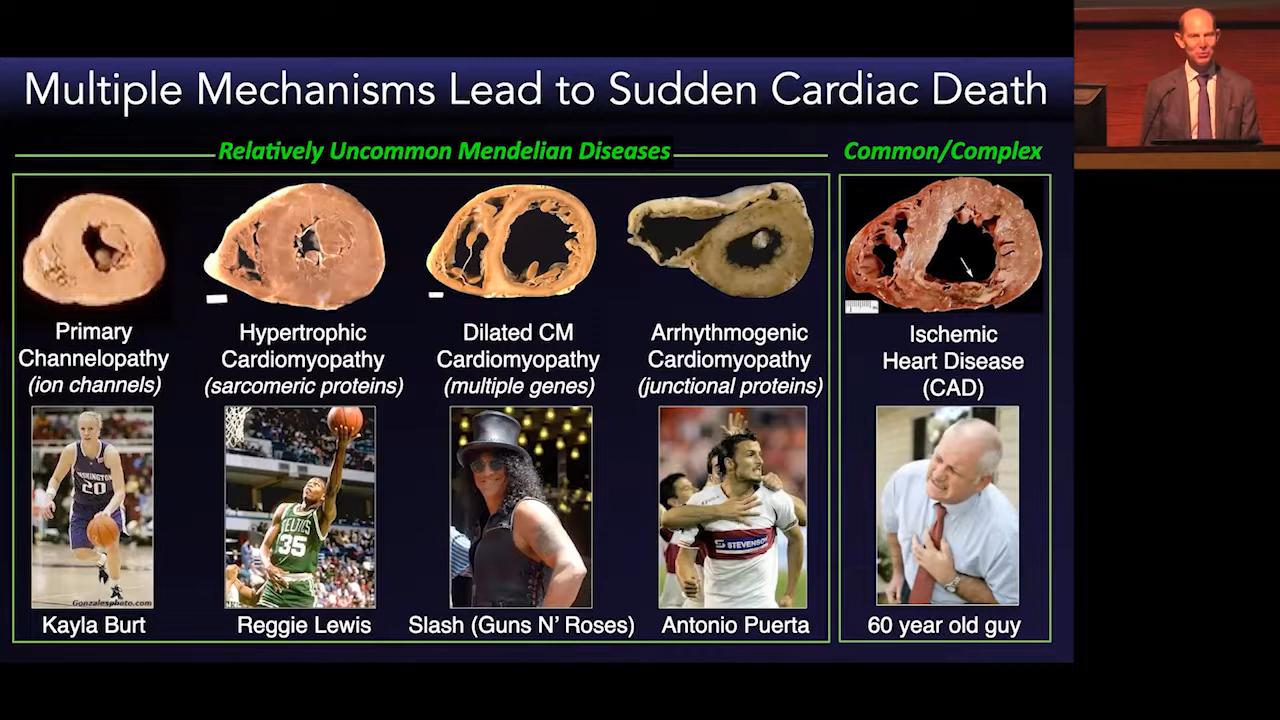 Multiple Mechanisms Lead to Sudden Cardiac Death
Relatively Uncommon Mendelian Diseases
Common/Complex
Primary
Channelopathy
(ion channels)
Hypertrophic
Cardiomyopathy
(sarcomeric proteins)
Dilated CM
Cardiomyopathy
(multiple genes)
Arrhythmogenic
Cardiomyopathy
(junctional proteins)
Ischemic
Heart Disease
(CAD)
WASHINGTON
20
Gonzalesphoto.com
CELTICS
35
STEVENSON
Kayla Burt
Reggie Lewis
Slash (Guns N' Roses)
Antonio Puerta
60 year old guy